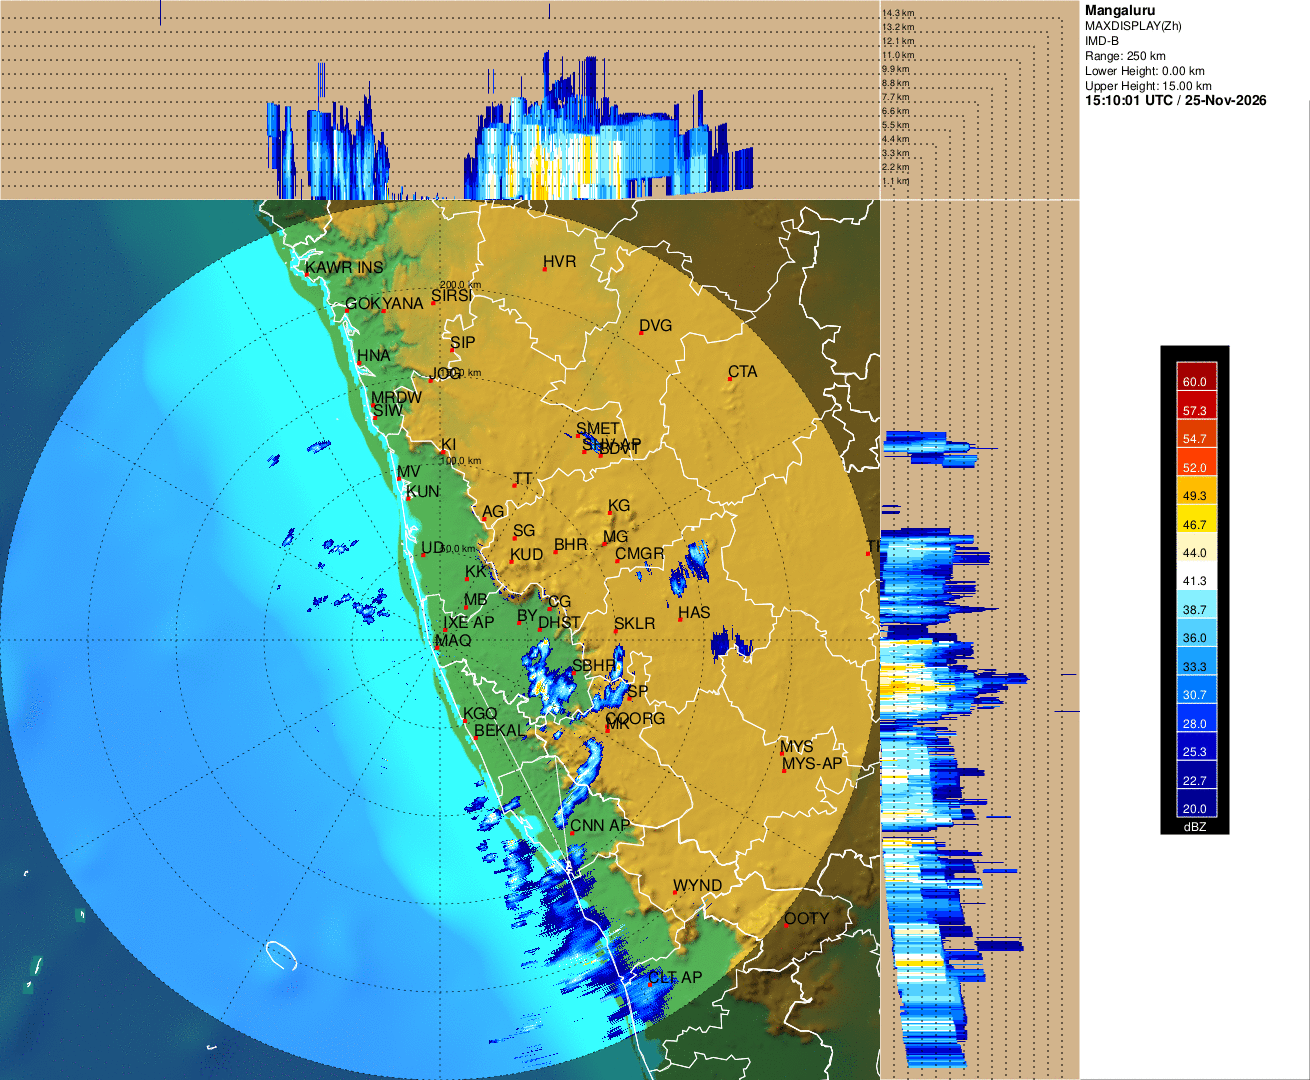 Mangaluru
MAXDISPLAY(Zh)
IMD-B
Range: 250 km
Lower Height: 0.00 km
Upper Height: 15.00 km
15:10:01 UTC / 25-Nov-2026
14.3 km
13.2 km
12.1 km
11.0 km
9.9 km
8.8 km
7.7 km
6.6 km
5.5 km
4.4 km
3.3 km
2.2 km
1.1 km
KAWR INS
HVR
200.0 km
SIRSI
GOKYANA
DVG
SIP
HNA
JOG
CTA
MRDW
SIW
SMET
KI
BDVT
100.0 km
MV
TT
KUN
KG
AG
SG
MG
BHR
UD
50.0 km
KUD
CMGR
KK
MB
CG
BY
HAS
IXE AP
DHST
SKLR
MAQ
SBHR
SP
KGQ
COORG
MK
BEKAL
MYS
MYS-AP
CNN AP
WYND
OOTY
CLT AP
60.0
57.3
54.7
52.0
49.3
46.7
44.0
41.3
38.7
36.0
33.3
30.7
28.0
25.3
22.7
20.0
dBZ